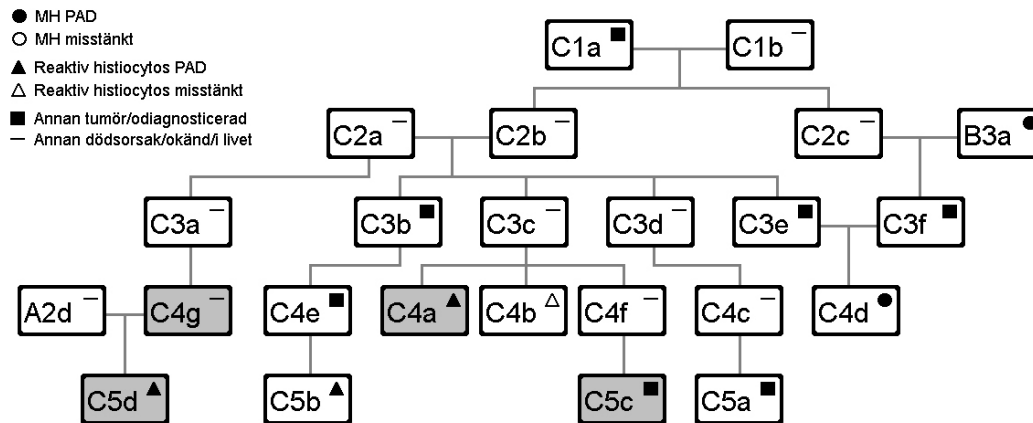 MH PAD
MH misstänkt
Reaktiv histiocytos PAD
Reaktiv histiocytos misstänkt
Annan tumör/odiagnosticerad
Annan dödsorsak/okänd/i livet
C1a
C1b
C2a
C2b
C2c
B3a
C3a
C3b
C3c
C3d
C3e
C3f
A2d
C4g
C4e
C4a
C4b
C4f
C4c
C4d
C5d
C5b
C5c
C5a